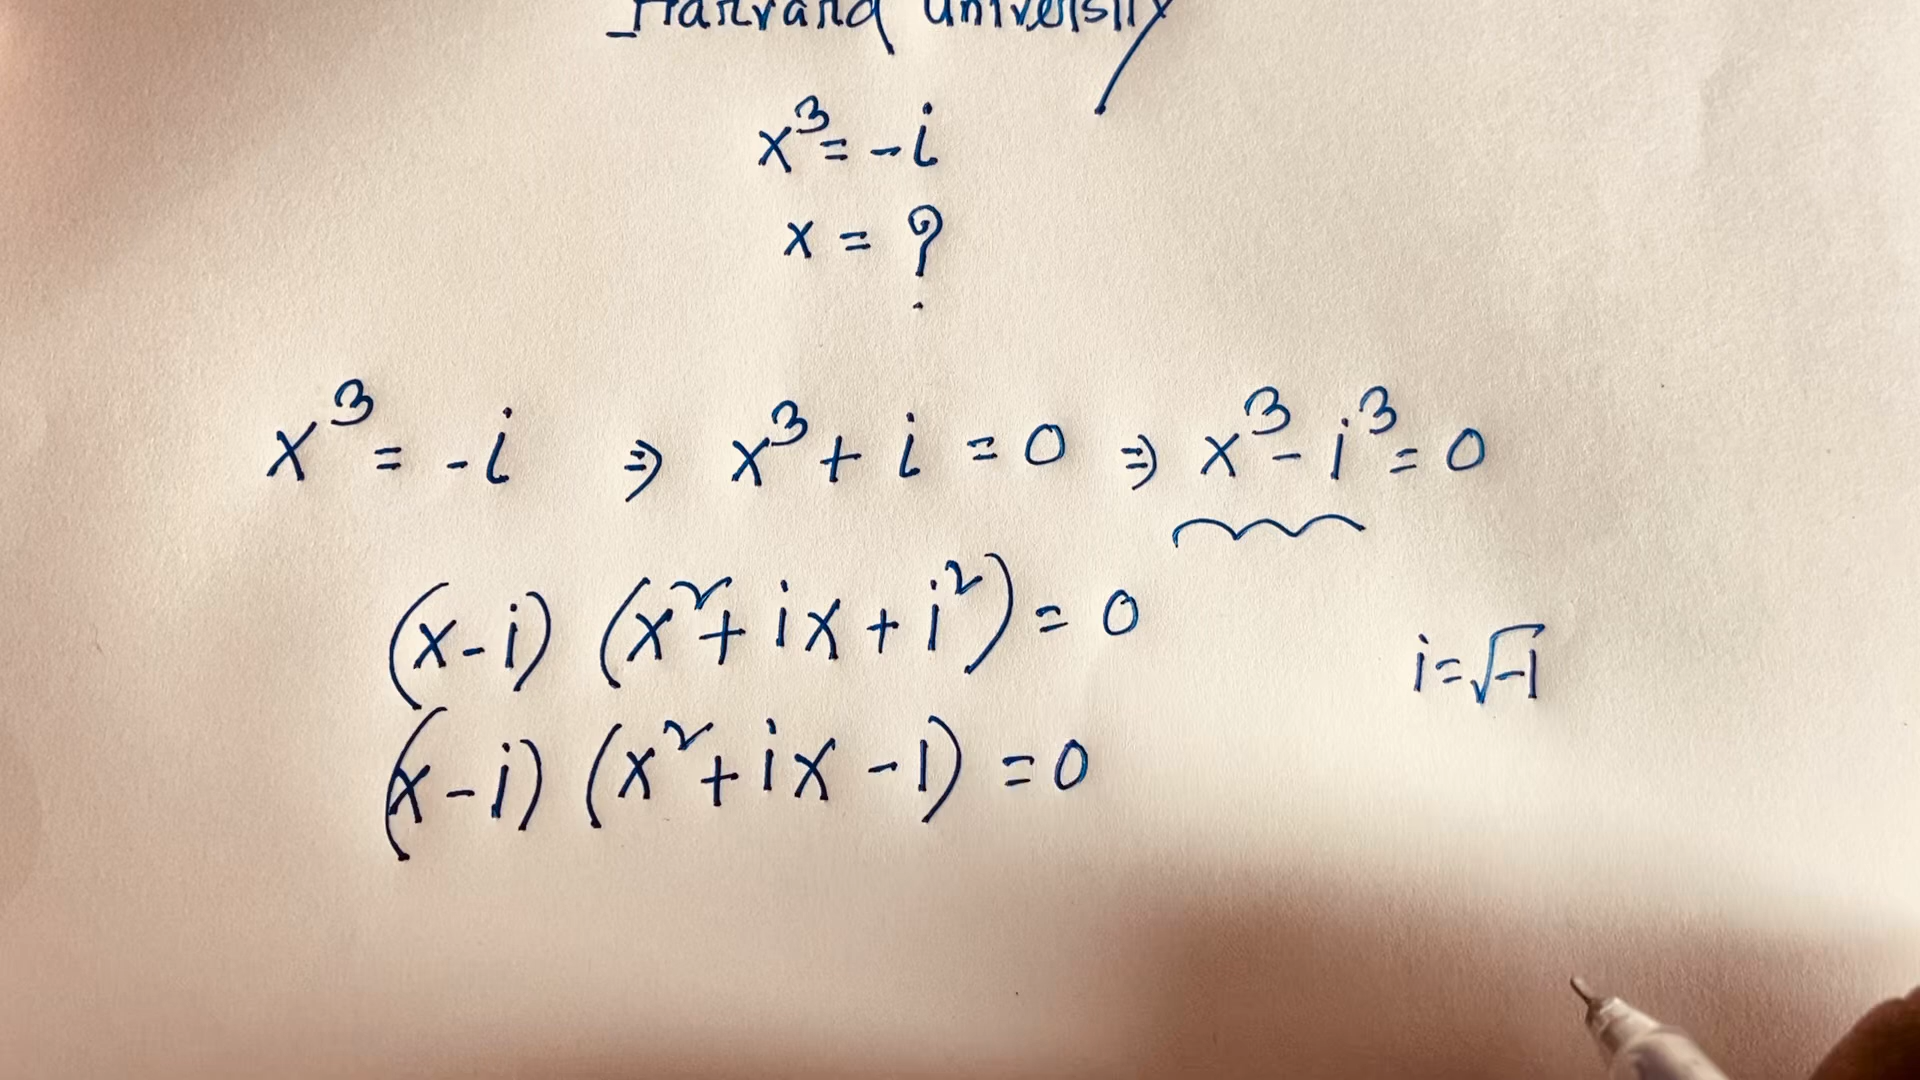 Harvard University
x³ = -i
x = ?
x³ = -i ⇒ x³ + i = 0 ⇒ x³ - i³ = 0
(x-i) (x² + ix + i²) = 0
i = √-1
(x-i) (x² + ix - 1) = 0